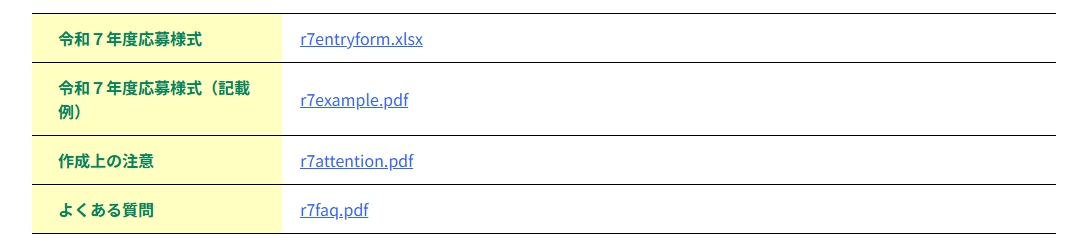 令和７年度応募様式
r7entryform.xlsx
令和７年度応募様式（記載
例）
r7example.pdf
作成上の注意
r7attention.pdf
よくある質問
r7faq.pdf